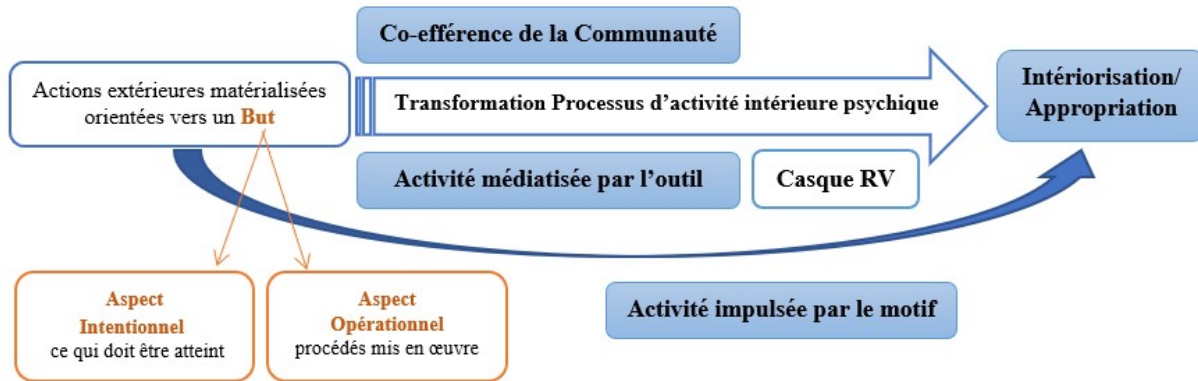 Co-efférence de la Communauté
Actions extérieures matérialisées
orientées vers un But
Transformation Processus d’activité intérieure psychique
Intériorisation/
Appropriation
Activité médiatisée par l’outil
Casque RV
Aspect
Intentionnel
ce qui doit être atteint
Aspect
Opérationnel
procédés mis en œuvre
Activité impulsée par le motif